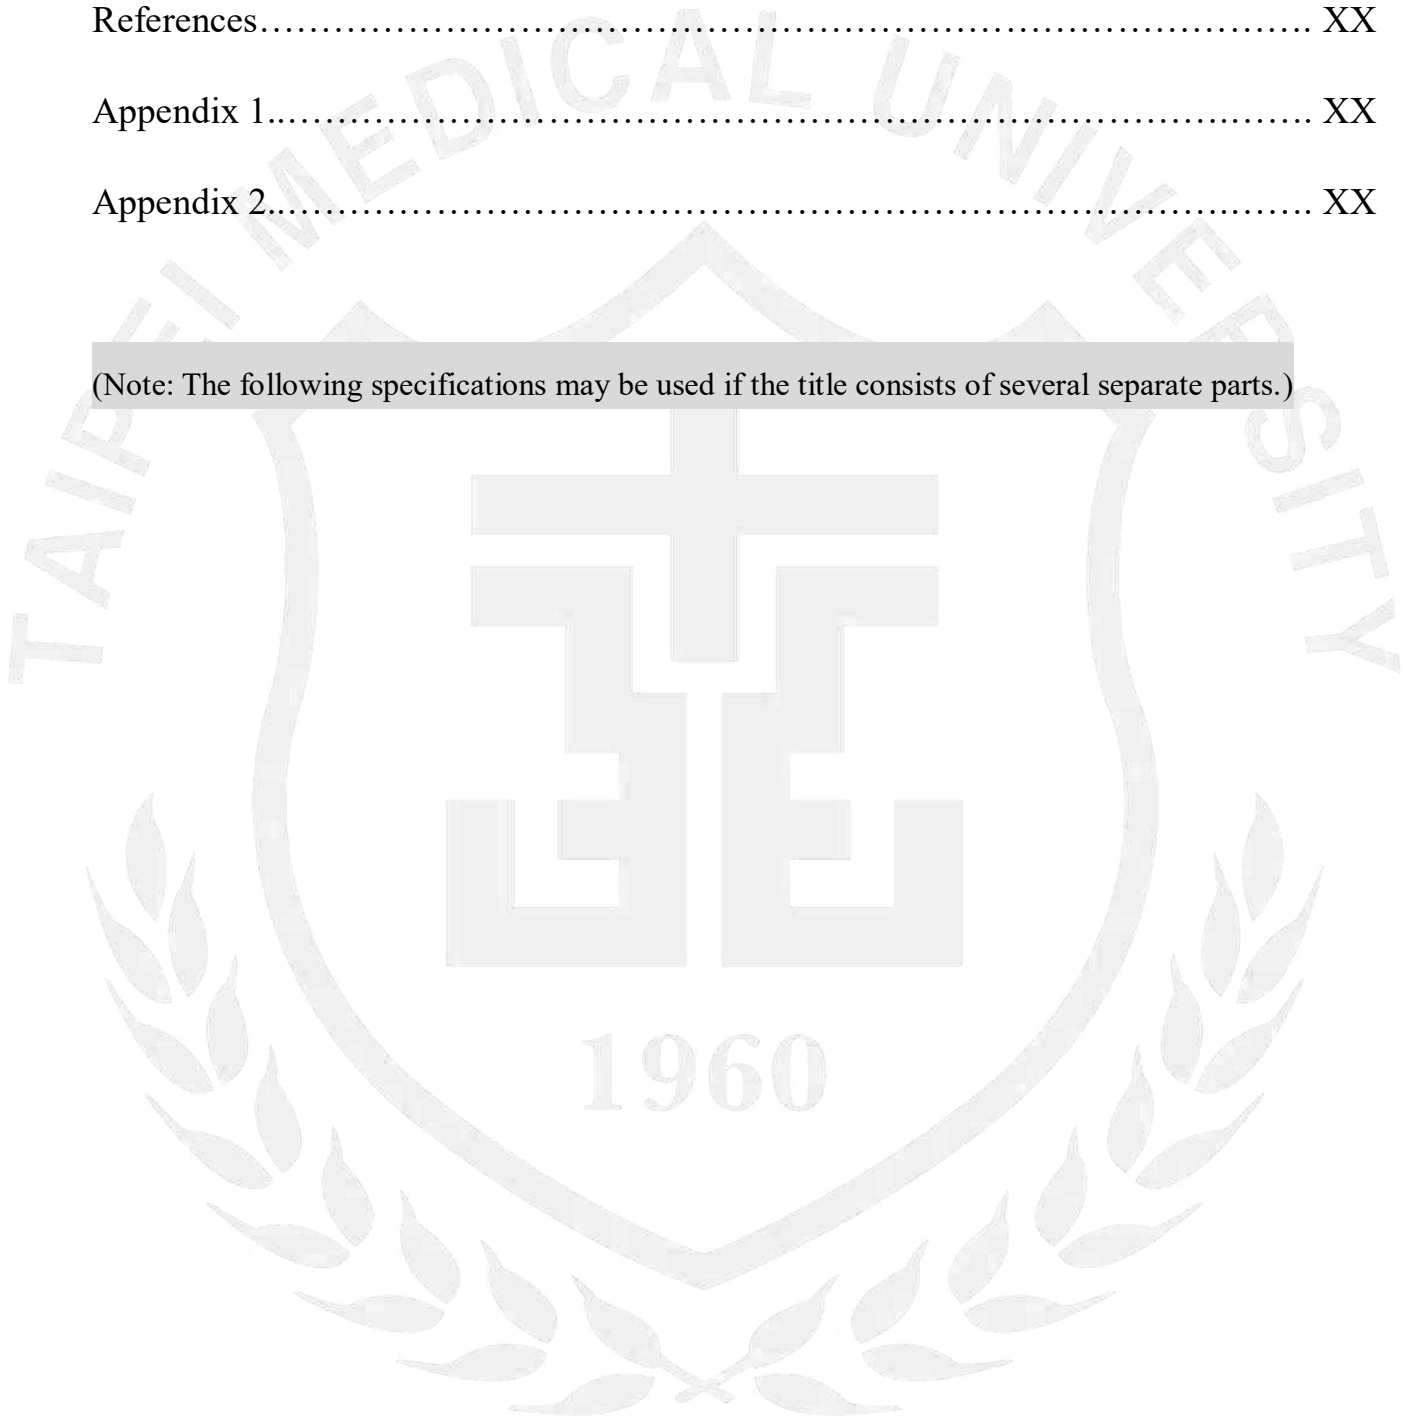 References…………………………………………………………………………. XX
Appendix 1..………………………………………………………………….……. XX
Appendix 2..………………………………………………………………….……. XX
(Note: The following specifications may be used if the title consists of several separate parts.)
TAIPEI MEDICAL UNIVERSITY
1960